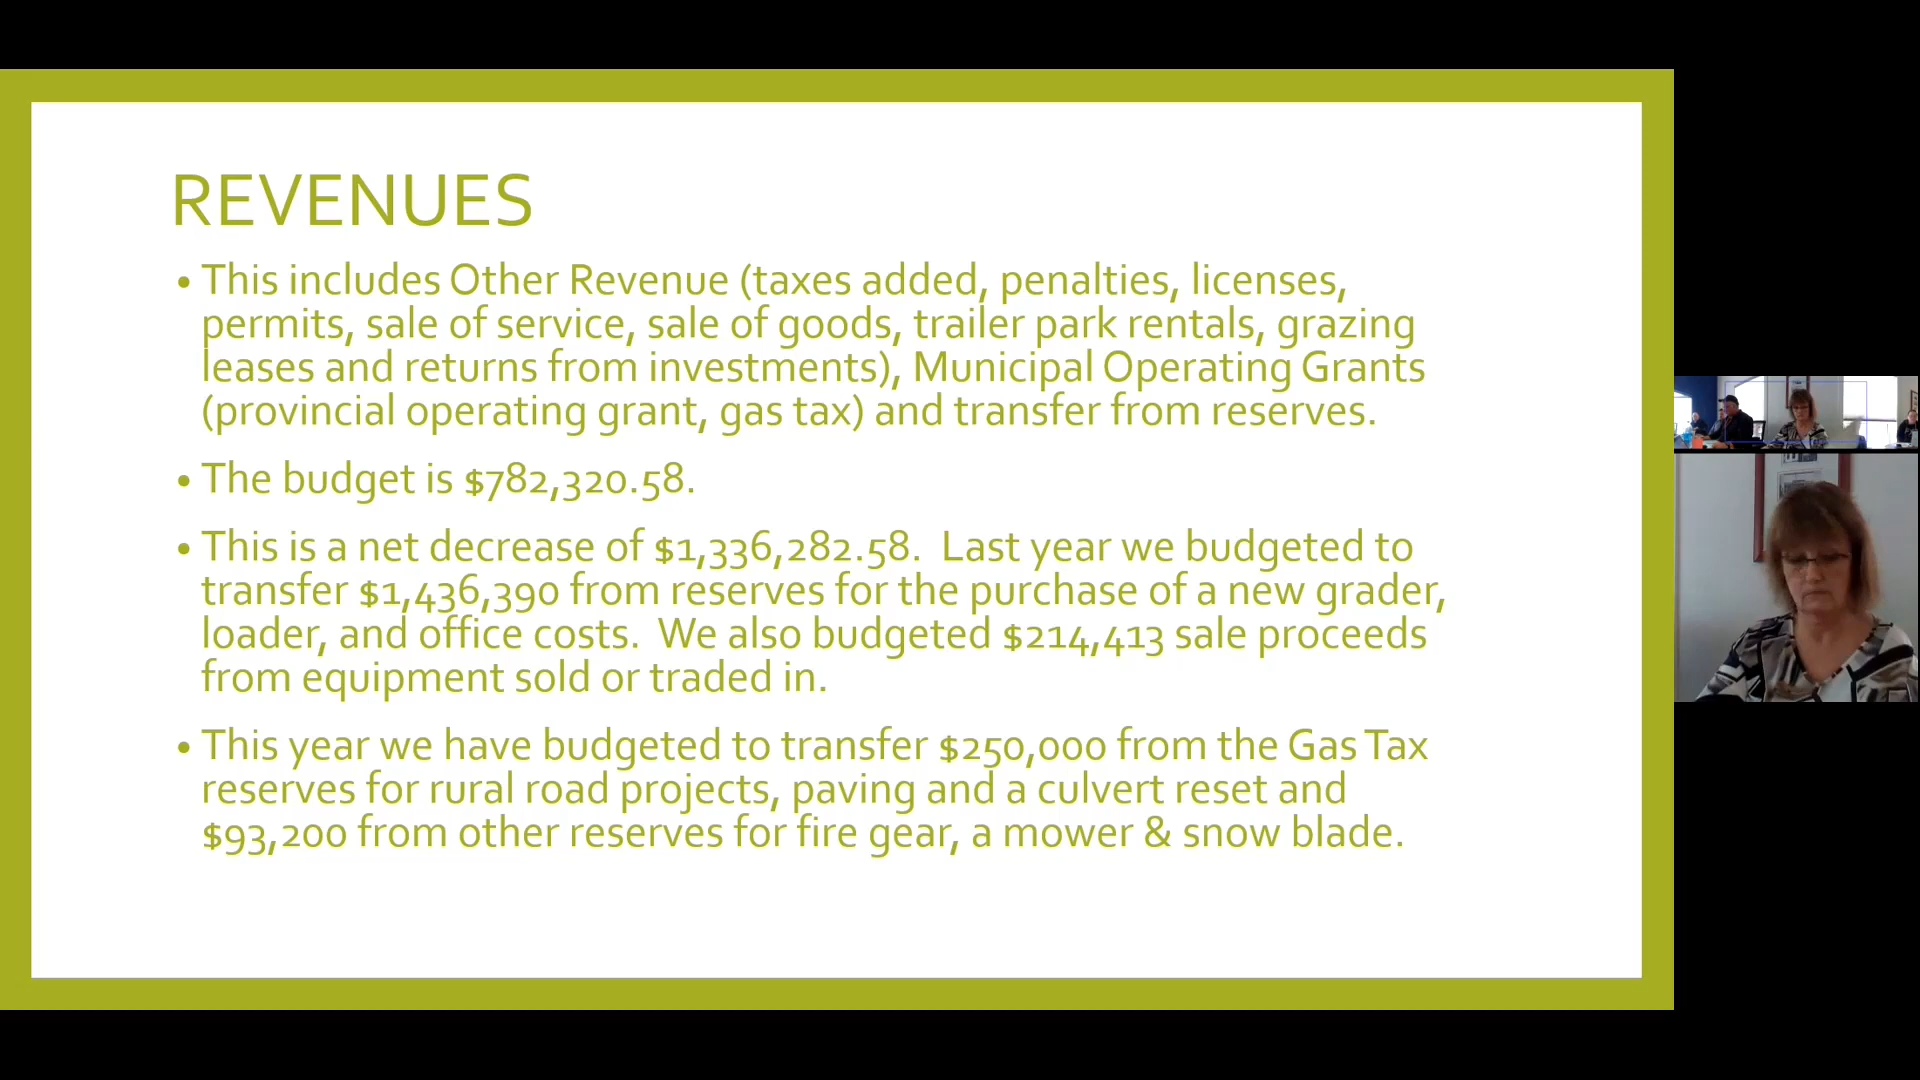 REVENUES
• This includes Other Revenue (taxes added, penalties, licenses,
permits, sale of service, sale of goods, trailer park rentals, grazing
leases and returns from investments), Municipal Operating Grants
(provincial operating grant, gas tax) and transfer from reserves.
• The budget is $782,320.58.
• This is a net decrease of $1,336,282.58.  Last year we budgeted to
transfer $1,436,390 from reserves for the purchase of a new grader,
loader, and office costs.  We also budgeted $214,413 sale proceeds
from equipment sold or traded in.
• This year we have budgeted to transfer $250,000 from the Gas Tax
reserves for rural road projects, paving and a culvert reset and
$93,200 from other reserves for fire gear, a mower & snow blade.